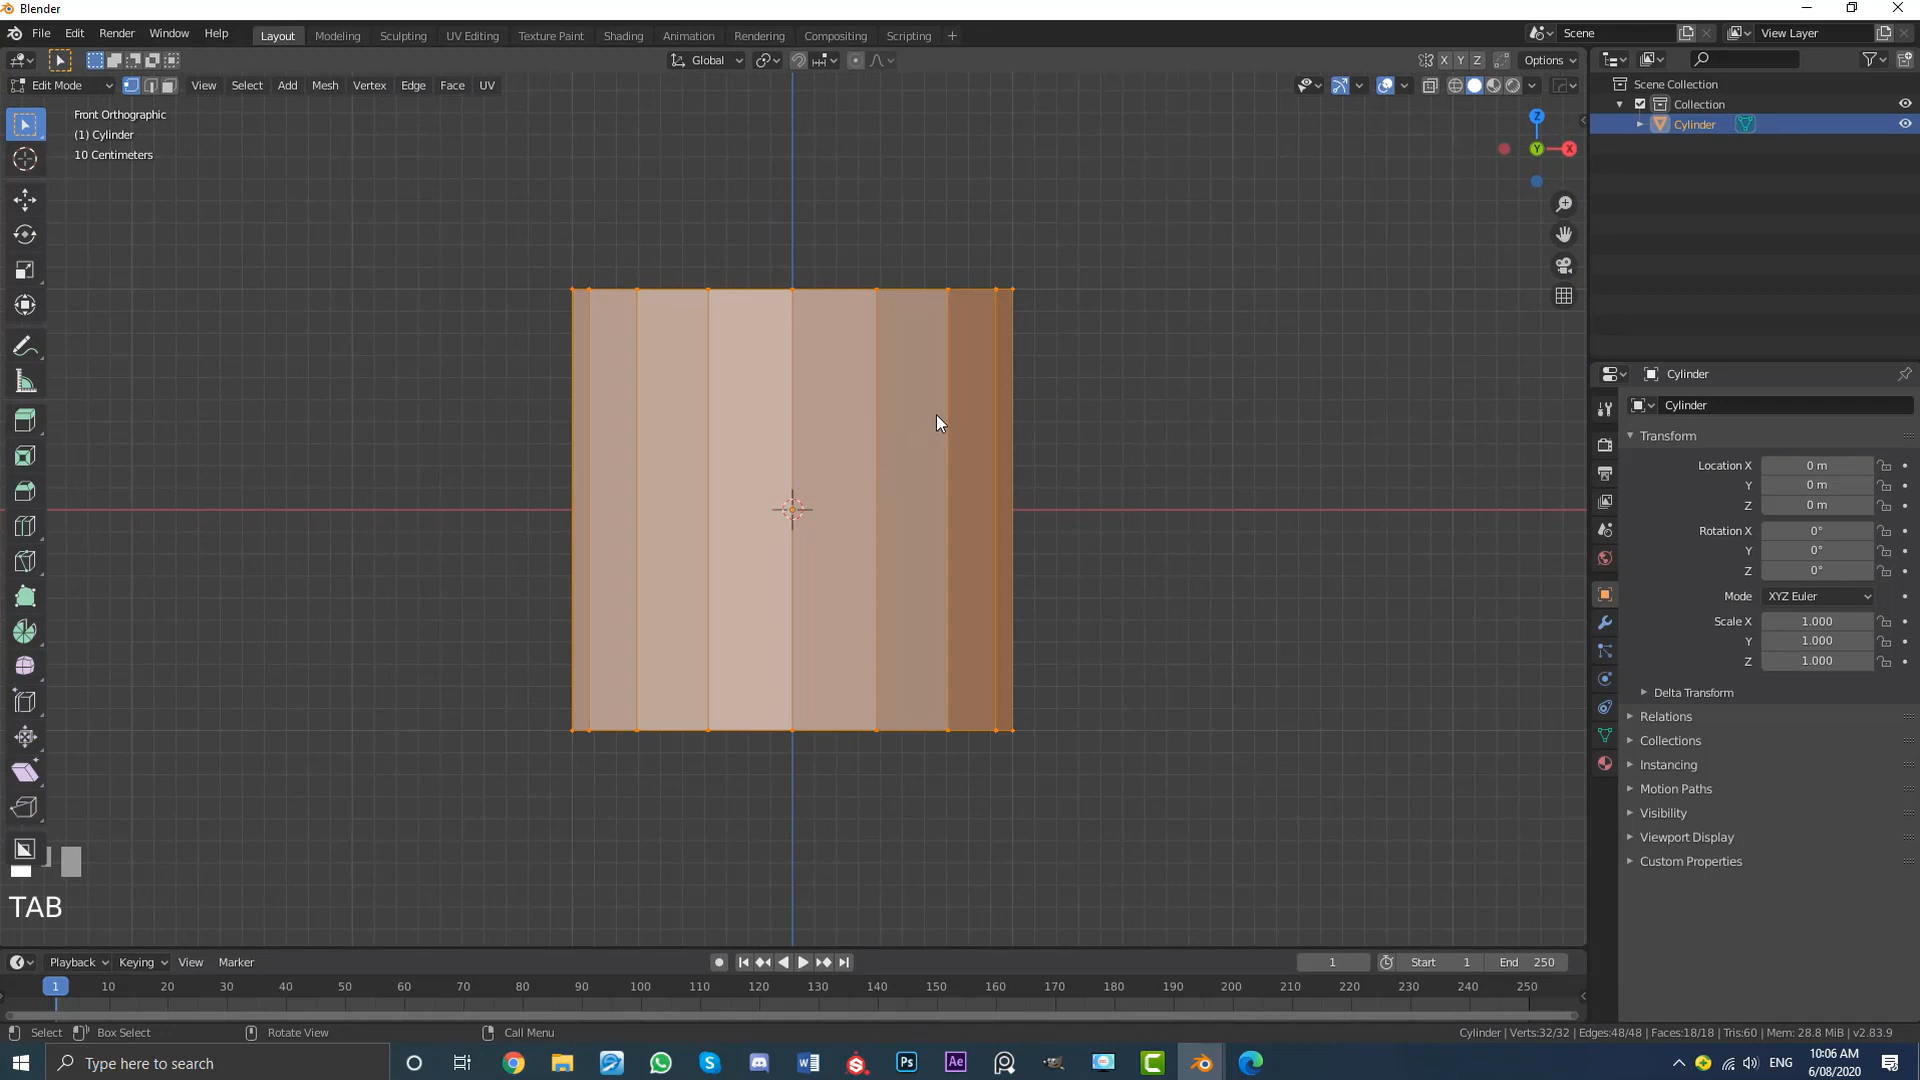 Blender
File Edit Render Window Help
Layout Modeling Sculpting UV Editing Texture Paint Shading Animation Rendering Compositing Scripting +
Scene
View Layer
Global
X Y Z Options
Edit Mode View Select Add Mesh Vertex Edge Face UV
Front Orthographic
(1) Cylinder
10 Centimeters
Z
Y
X
Scene Collection
Collection
Cylinder
Cylinder
Cylinder
Transform
Location X 0 m
Y 0 m
Z 0 m
Rotation X 0°
Y 0°
Z 0°
Mode XYZ Euler
Scale X 1.000
Y 1.000
Z 1.000
Delta Transform
Relations
Collections
Instancing
Motion Paths
Visibility
Viewport Display
Custom Properties
TAB
Playback Keying View Marker
1 Start 1 End 250
1 10 20 30 40 50 60 70 80 90 100 110 120 130 140 150 160 170 180 190 200 210 220 230 240 250
Select Box Select Rotate View Call Menu
Cylinder | Verts:32/32 | Edges:48/48 | Faces:18/18 | Tris:60 | Mem: 28.8 MiB | v2.83.9
Type here to search
Ps
Ae
ENG
10:06 AM
6/08/2020